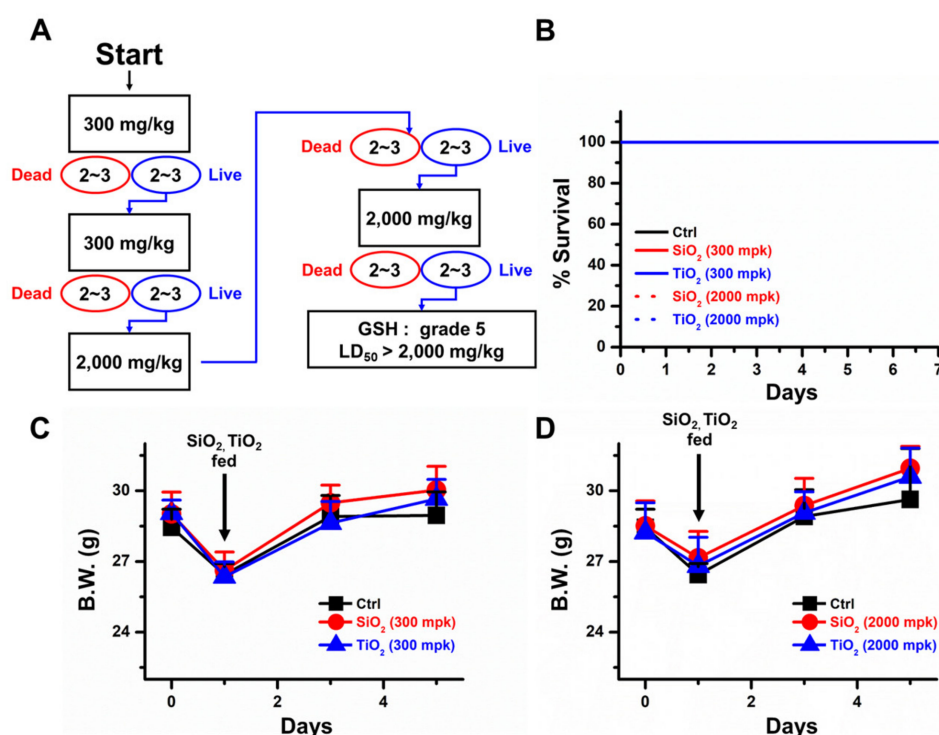 A
Start
300 mg/kg
Dead 2~3 2~3 Live
300 mg/kg
Dead 2~3 2~3 Live
2,000 mg/kg
Dead 2~3 2~3 Live
2,000 mg/kg
Dead 2~3 2~3 Live
GSH : grade 5
LD₅₀ > 2,000 mg/kg
B
% Survival
100
80
60
40
20
0
Ctrl
SiO₂ (300 mpk)
TiO₂ (300 mpk)
SiO₂ (2000 mpk)
TiO₂ (2000 mpk)
0 1 2 3 4 5 6 7
Days
C
SiO₂, TiO₂
fed
B.W. (g)
30
27
24
Ctrl
SiO₂ (300 mpk)
TiO₂ (300 mpk)
0 2 4
Days
D
SiO₂, TiO₂
fed
B.W. (g)
30
27
24
Ctrl
SiO₂ (2000 mpk)
TiO₂ (2000 mpk)
0 2 4
Days